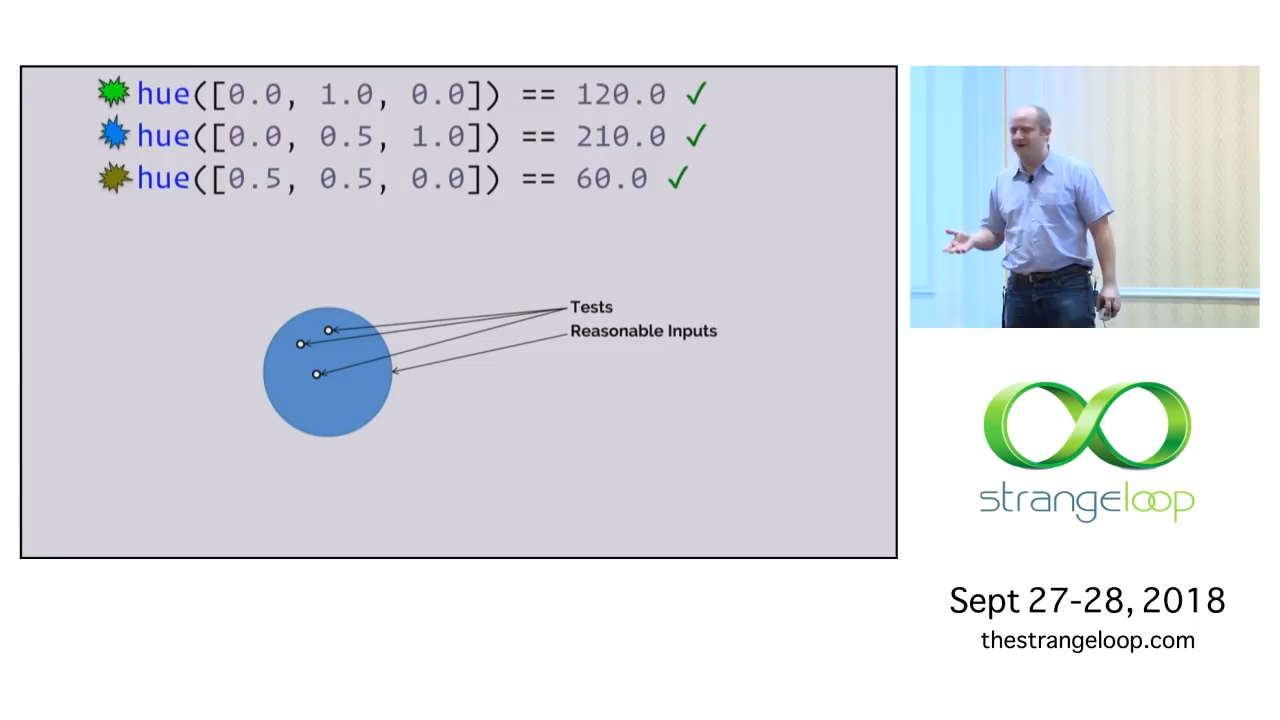 hue([0.0, 1.0, 0.0]) == 120.0 ✓
hue([0.0, 0.5, 1.0]) == 210.0 ✓
hue([0.5, 0.5, 0.0]) == 60.0 ✓
Tests
Reasonable Inputs
strangeloop
Sept 27-28, 2018
thestrangeloop.com